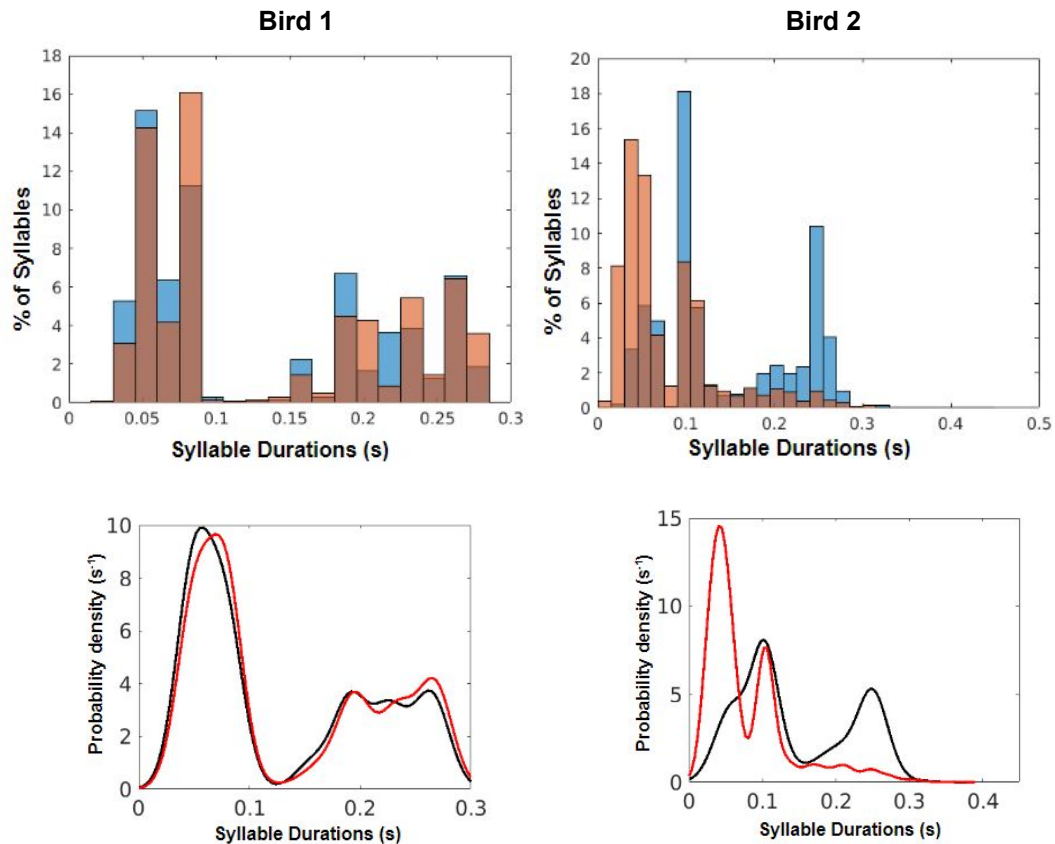 Bird 1
Bird 2
18
16
14
12
10
8
6
4
2
0
% of Syllables
0 0.05 0.1 0.15 0.2 0.25 0.3
Syllable Durations (s)
20
18
16
14
12
10
8
6
4
2
0
% of Syllables
0 0.1 0.2 0.3 0.4 0.5
Syllable Durations (s)
10
8
6
4
2
0
Probability density (s⁻¹)
0 0.1 0.2 0.3
Syllable Durations (s)
15
10
5
0
Probability density (s⁻¹)
0 0.1 0.2 0.3 0.4
Syllable Durations (s)